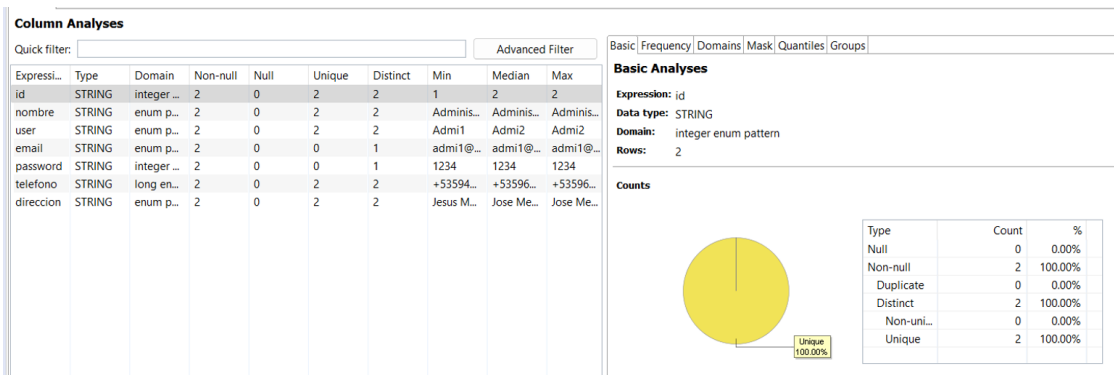 Column Analyses
Quick filter:
Advanced Filter
Expressi... Type Domain Non-null Null Unique Distinct Min Median Max
id STRING integer ... 2 0 2 2 1 2 2
nombre STRING enum p... 2 0 2 2 Adminis... Adminis... Adminis...
user STRING enum p... 2 0 2 2 Admi1 Admi2 Admi2
email STRING enum p... 2 0 0 1 admi1@... admi1@... admi1@...
password STRING integer ... 2 0 0 1 1234 1234 1234
telefono STRING long en... 2 0 2 2 +53594... +53596... +53596...
direccion STRING enum p... 2 0 2 2 Jesus M... Jose Me... Jose Me...
Basic Frequency Domains Mask Quantiles Groups
Basic Analyses
Expression: id
Data type: STRING
Domain: integer enum pattern
Rows: 2
Counts
Unique
100.00%
Type Count %
Null 0 0.00%
Non-null 2 100.00%
Duplicate 0 0.00%
Distinct 2 100.00%
Non-uni... 0 0.00%
Unique 2 100.00%